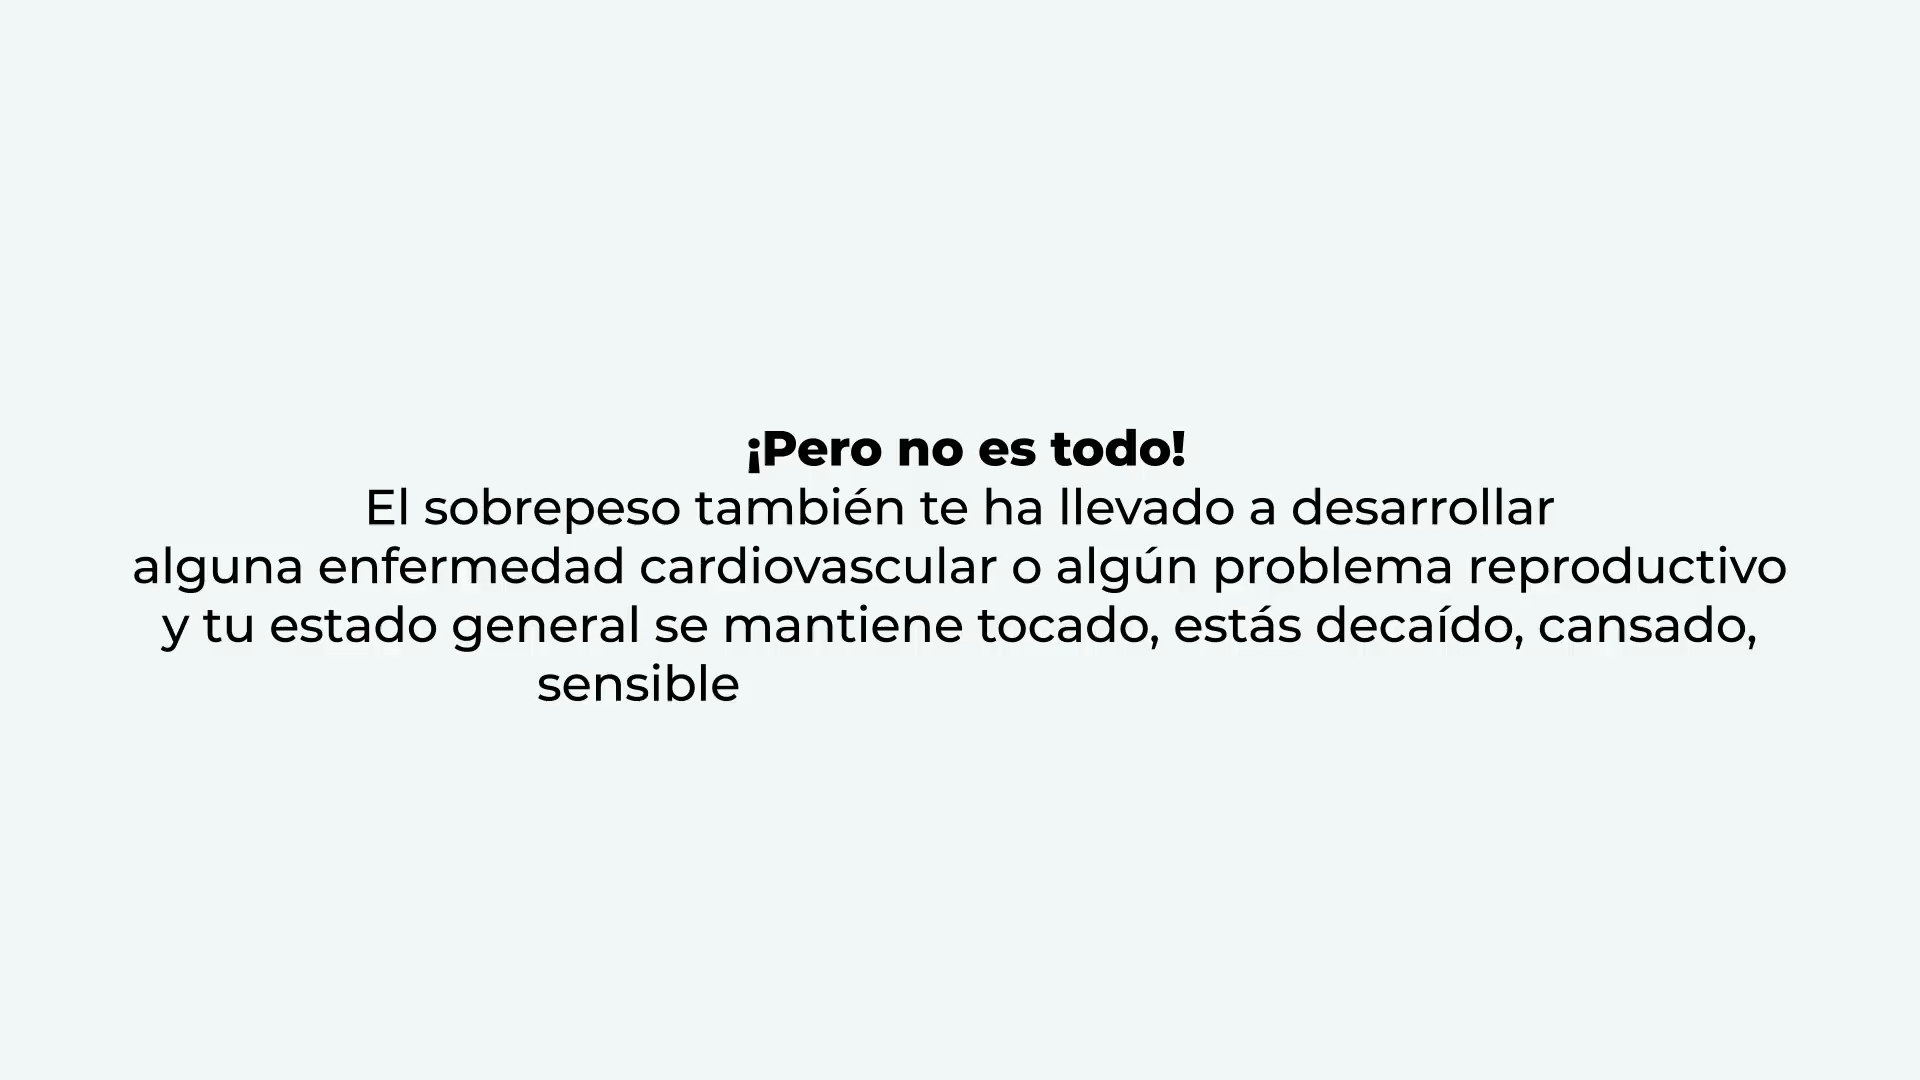 ¡Pero no es todo!
El sobrepeso también te ha llevado a desarrollar
alguna enfermedad cardiovascular o algún problema reproductivo
y tu estado general se mantiene tocado, estás decaído, cansado,
sensible